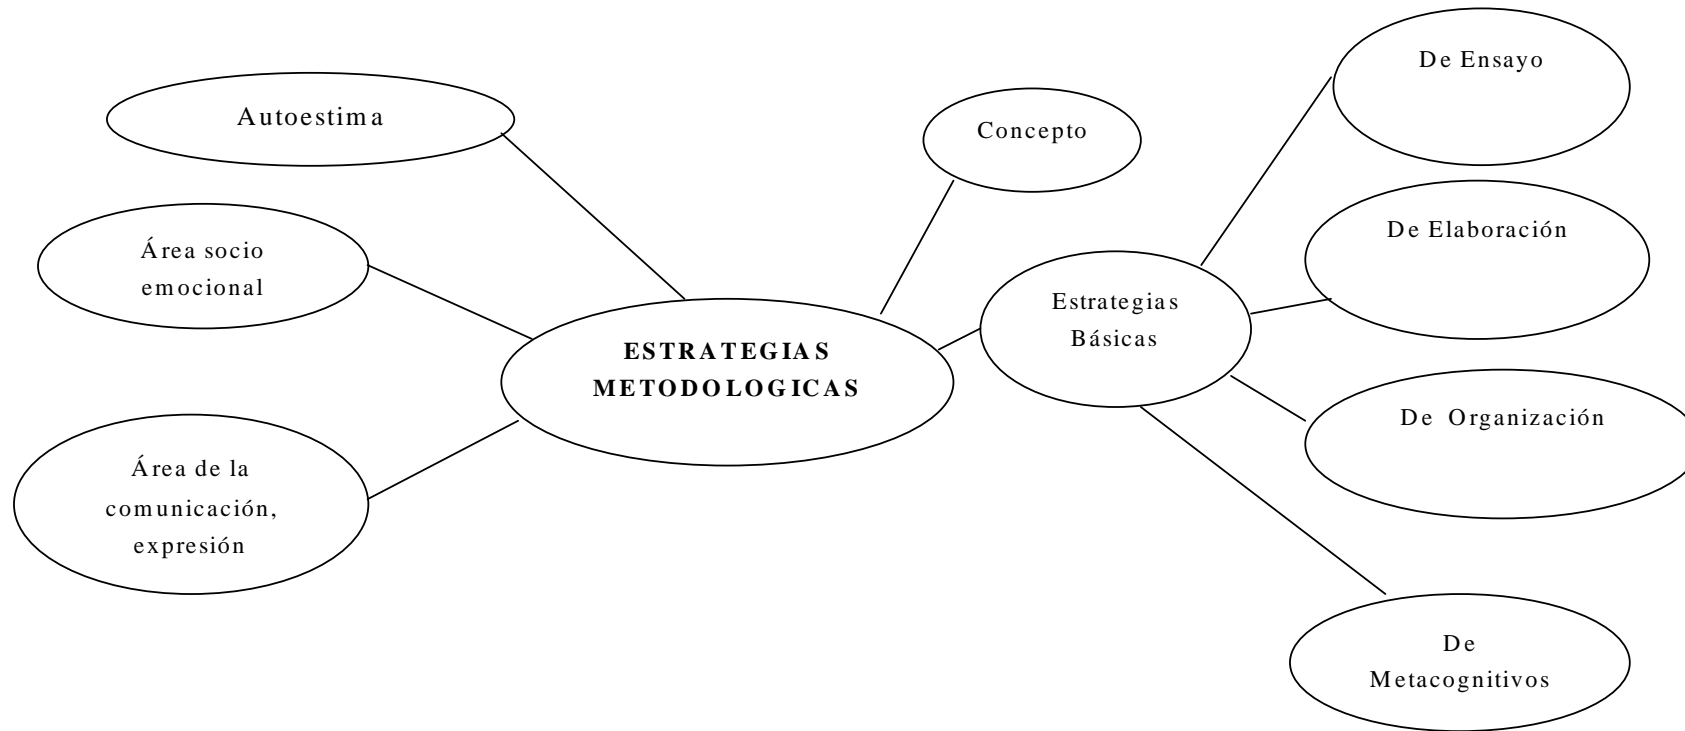 De Ensayo
Autoestima
Concepto
De Elaboración
Área socio
emocional
Estrategias
Básicas
ESTRATEGIAS
METODOLOGICAS
De Organización
Área de la
comunicación,
expresión
De
Metacognitivos